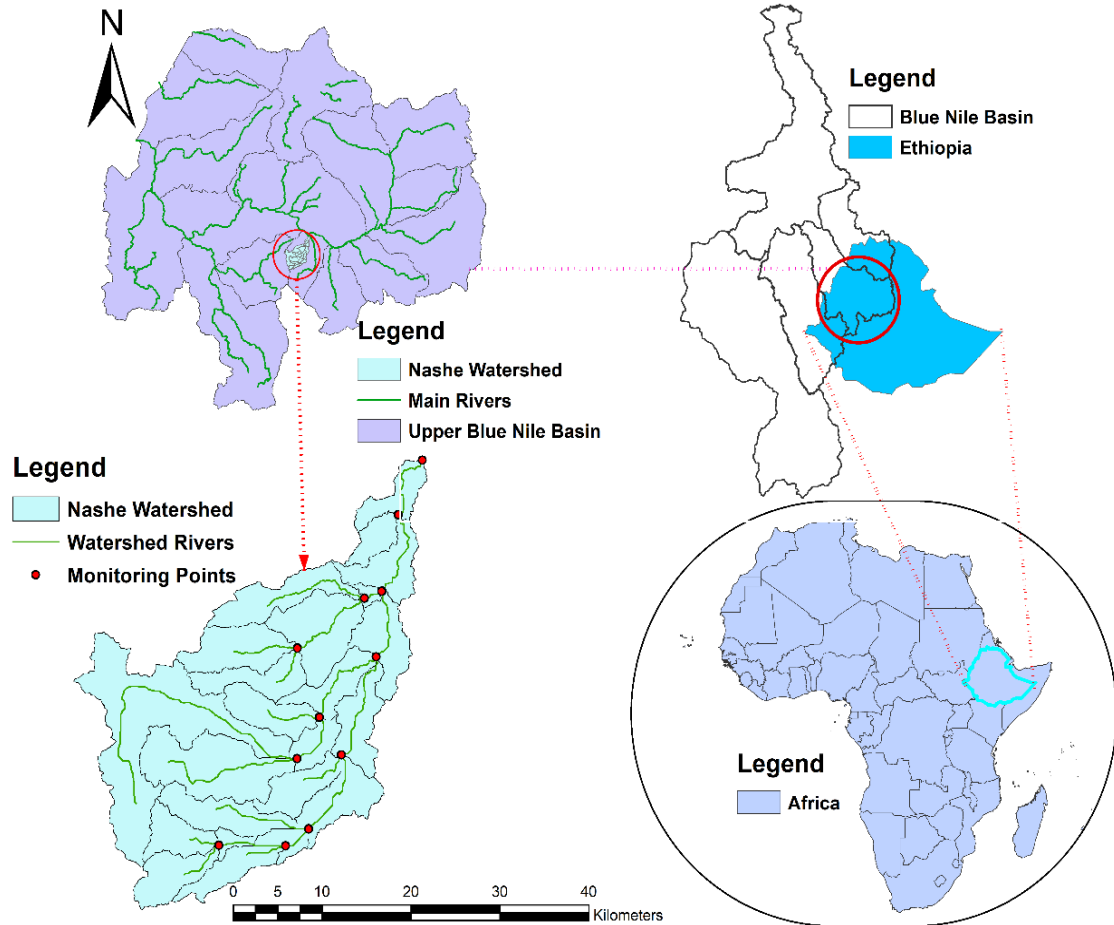 N
Legend
Blue Nile Basin
Ethiopia
Legend
Nashe Watershed
Main Rivers
Upper Blue Nile Basin
Legend
Nashe Watershed
Watershed Rivers
Monitoring Points
Legend
Africa
0 5 10 20 30 40
Kilometers